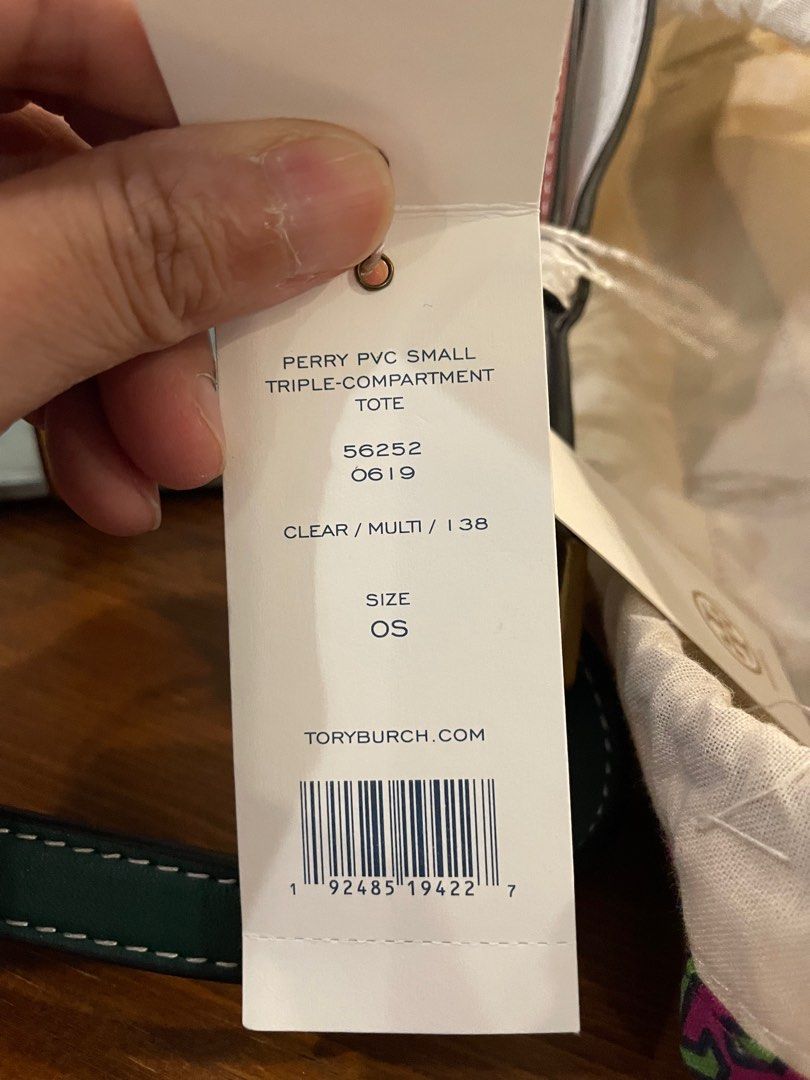 PERRY PVC SMALL
TRIPLE-COMPARTMENT
TOTE
56252
0619
CLEAR / MULTI / 138
SIZE
OS
TORYBURCH.COM
1 92485 19422 7